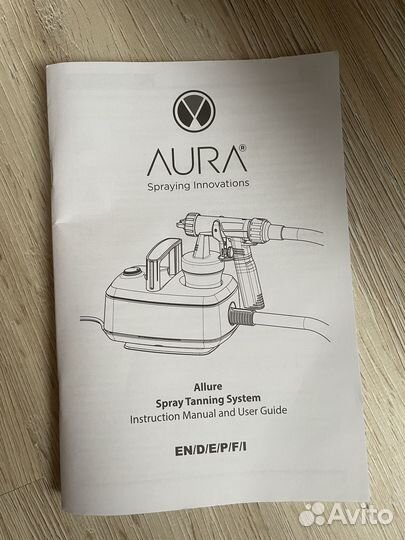 AURA®
Spraying Innovations
Allure
Spray Tanning System
Instruction Manual and User Guide
EN/D/E/P/F/I
Avito